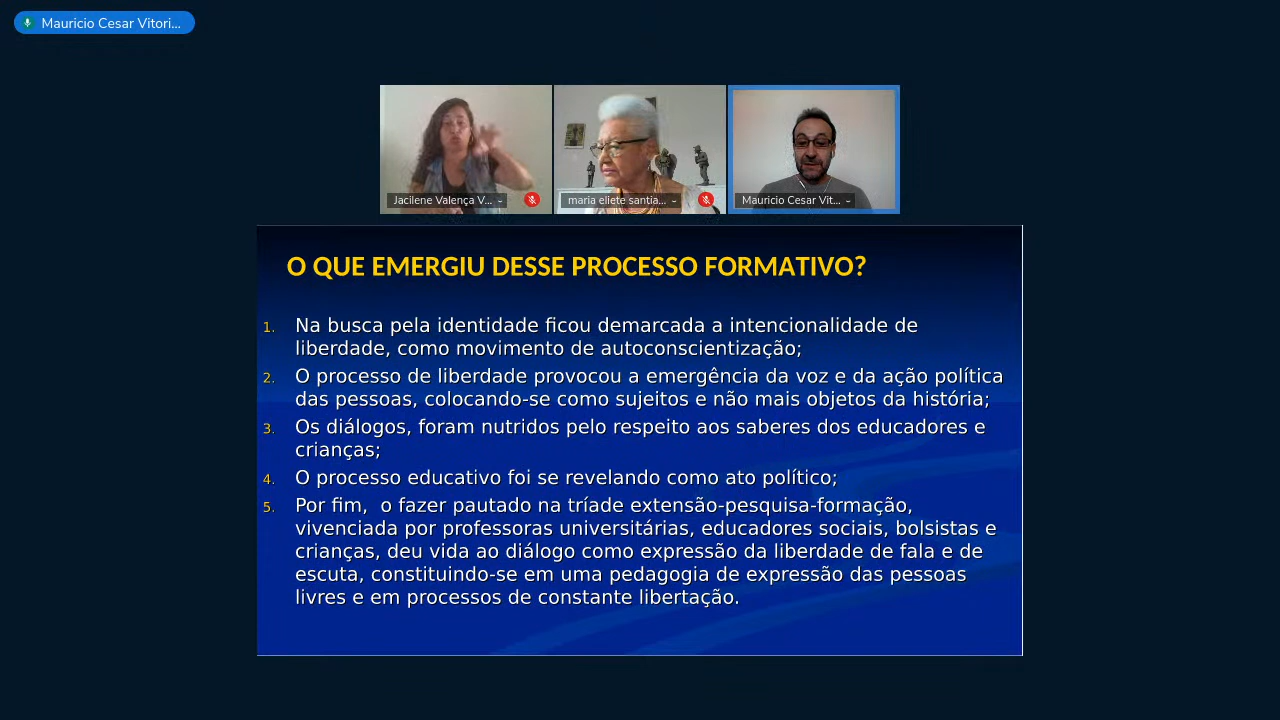 Mauricio Cesar Vitori...
Jacilene Valença V...
maria eliete santia...
Mauricio Cesar Vit...
O QUE EMERGIU DESSE PROCESSO FORMATIVO?
1. Na busca pela identidade ficou demarcada a intencionalidade de
liberdade, como movimento de autoconscientização;
2. O processo de liberdade provocou a emergência da voz e da ação política
das pessoas, colocando-se como sujeitos e não mais objetos da história;
3. Os diálogos, foram nutridos pelo respeito aos saberes dos educadores e
crianças;
4. O processo educativo foi se revelando como ato político;
5. Por fim,  o fazer pautado na tríade extensão-pesquisa-formação,
vivenciada por professoras universitárias, educadores sociais, bolsistas e
crianças, deu vida ao diálogo como expressão da liberdade de fala e de
escuta, constituindo-se em uma pedagogia de expressão das pessoas
livres e em processos de constante libertação.